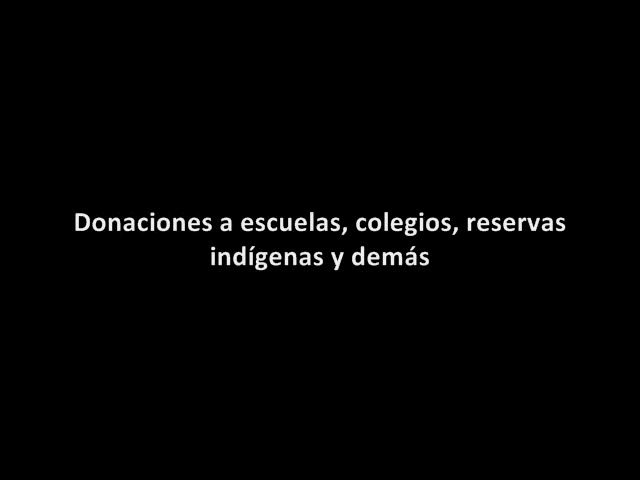 Donaciones a escuelas, colegios, reservas
indígenas y demás